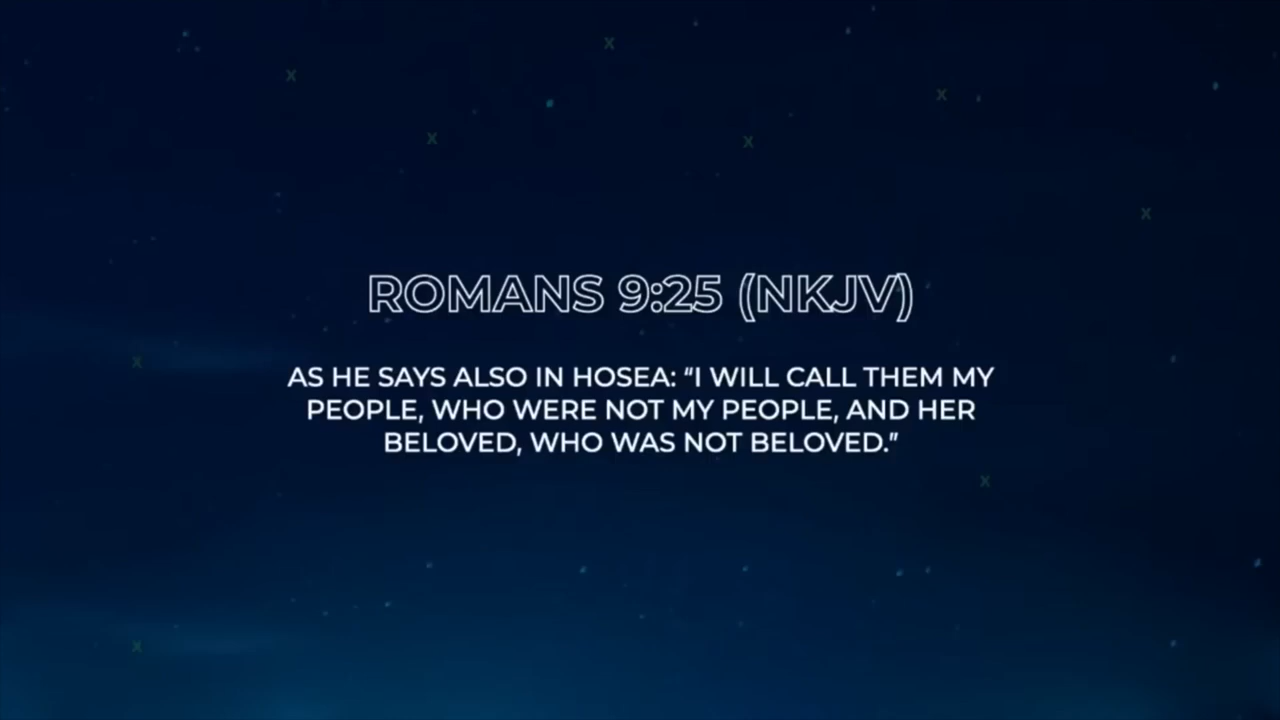 ROMANS 9:25 (NKJV)
AS HE SAYS ALSO IN HOSEA: “I WILL CALL THEM MY
PEOPLE, WHO WERE NOT MY PEOPLE, AND HER
BELOVED, WHO WAS NOT BELOVED.”